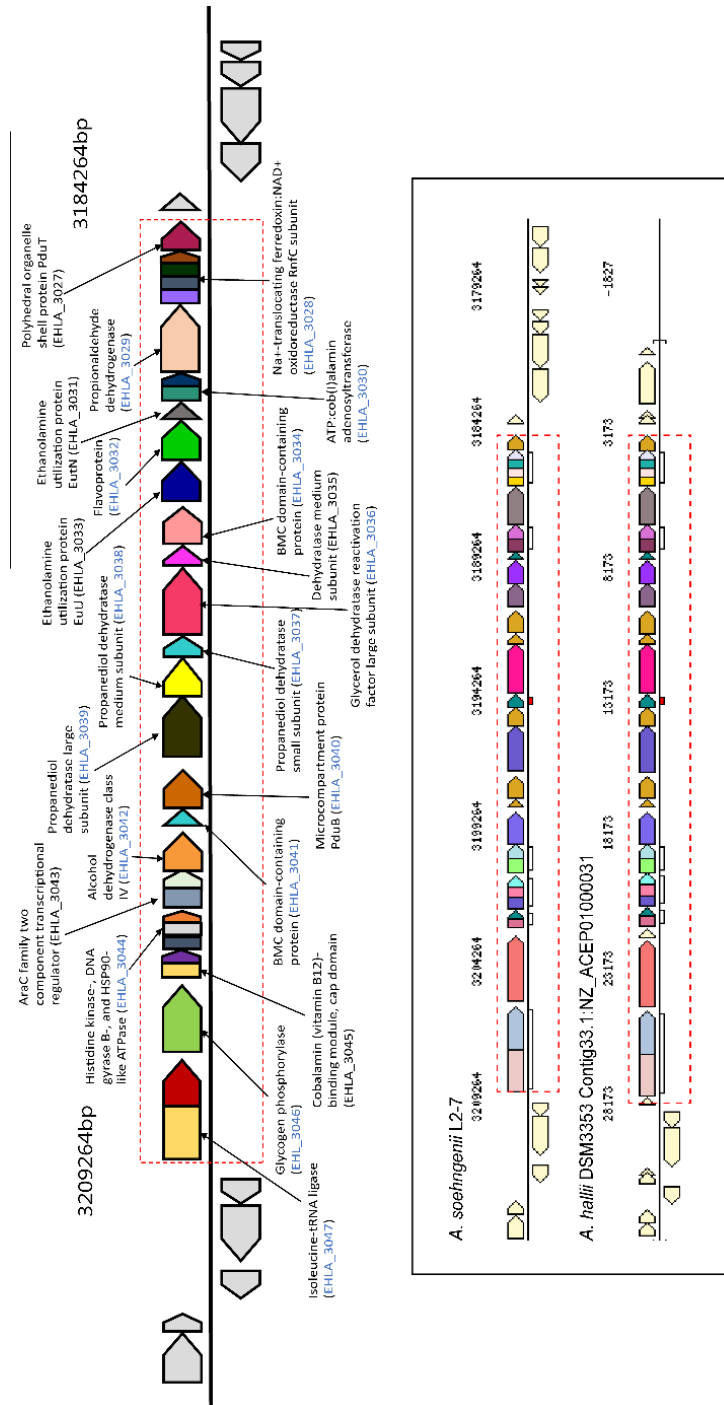 3209264bp
3184264bp
AraC family two
component transcriptional
regulator (EHLA_3043)
Histidine kinase-, DNA
gyrase B-, and HSP90-
like ATPase (EHLA_3044)
Alcohol
dehydrogenase class
IV (EHLA_3042)
Propanediol
dehydratase large
subunit (EHLA_3039)
Propanediol dehydratase
medium subunit (EHLA_3038)
Ethanolamine
utilization protein
EuU (EHLA_3033)
Flavoprotein
(EHLA_3032)
Ethanolamine
utilization protein
EurtN (EHLA_3031)
Propionaldehyde
dehydrogenase
(EHLA_3029)
Polyhedral organelle
shell protein PduT
(EHLA_3027)
Isoleucine-tRNA ligase
(EHLA_3047)
Glycogen phosphorylase
(EHL_3046)
Cobalamin (vitamin B12)-
binding module, cap domain
(EHLA_3045)
BMC domain-containing
protein (EHLA_3041)
Microcompartment protein
PduB (EHLA_3040)
Propanediol dehydratase
small subunit (EHLA_3037)
Glycerol dehydratase reactivation
factor large subunit (EHLA_3036)
Dehydratase medium
subunit (EHLA_3035)
BMC domain-containing
protein (EHLA_3034)
ATP:cob(I)alamin
adenosyltransferase
(EHLA_3030)
Na+-translocating ferredoxin:NAD+
oxidoreductase RnfC subunit
(EHLA_3028)
A. soehngenii L2-7
3209264 3204264 3199264 3194264 3189264 3184264 3179264
A. hallii DSM3353 Contig33.1:NZ_ACEP01000031
28173 23173 18173 13173 8173 3173 -1827